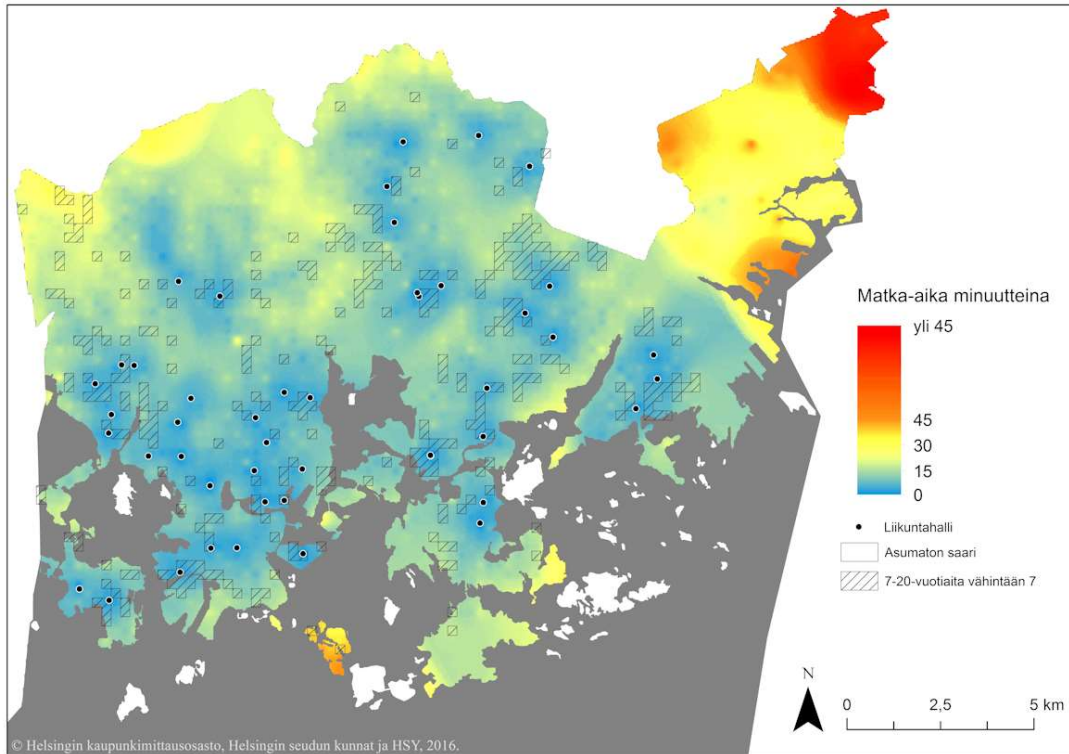 Matka-aika minuutteina
yli 45
45
30
15
0
Liikuntahalli
Asumaton saari
7-20-vuotiaita vähintään 7
N
0 2,5 5 km
© Helsingin kaupunkimittausosasto, Helsingin seudun kunnat ja HSY, 2016.